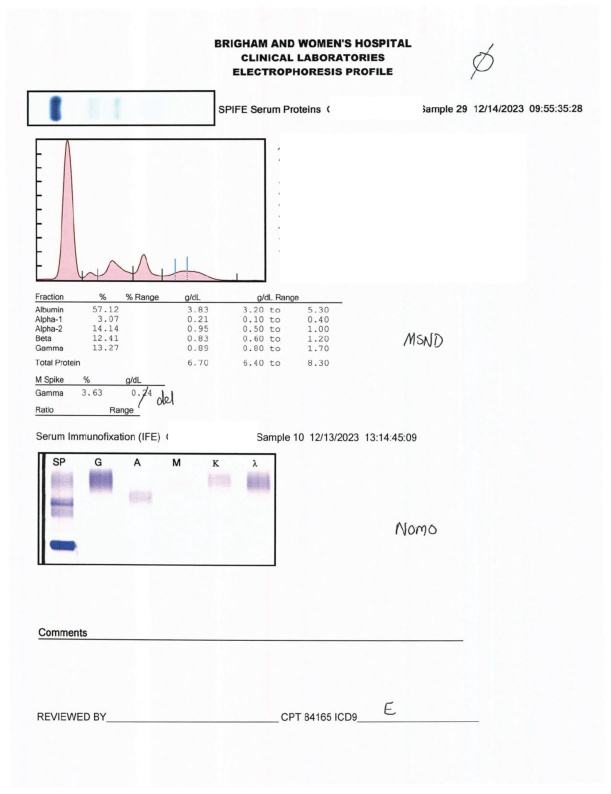 BRIGHAM AND WOMEN'S HOSPITAL
CLINICAL LABORATORIES
ELECTROPHORESIS PROFILE
SPIFE Serum Proteins Sample 29 12/14/2023 09:55:35:28
Fraction % % Range g/dL g/dL Range
Albumin 57.12 3.83 3.20 to 5.30
Alpha-1 3.07 0.21 0.10 to 0.40
Alpha-2 14.14 0.95 0.50 to 1.00
Beta 12.41 0.83 0.60 to 1.20
Gamma 13.27 0.89 0.80 to 1.70
MSND
Total Protein 6.70 6.40 to 8.30
M Spike % g/dL
Gamma 3.63 0.24 del
Ratio Range
Serum Immunofixation (IFE) Sample 10 12/13/2023 13:14:45:09
SP G A M K λ
Nomo
Comments
REVIEWED BY CPT 84165 ICD9 E